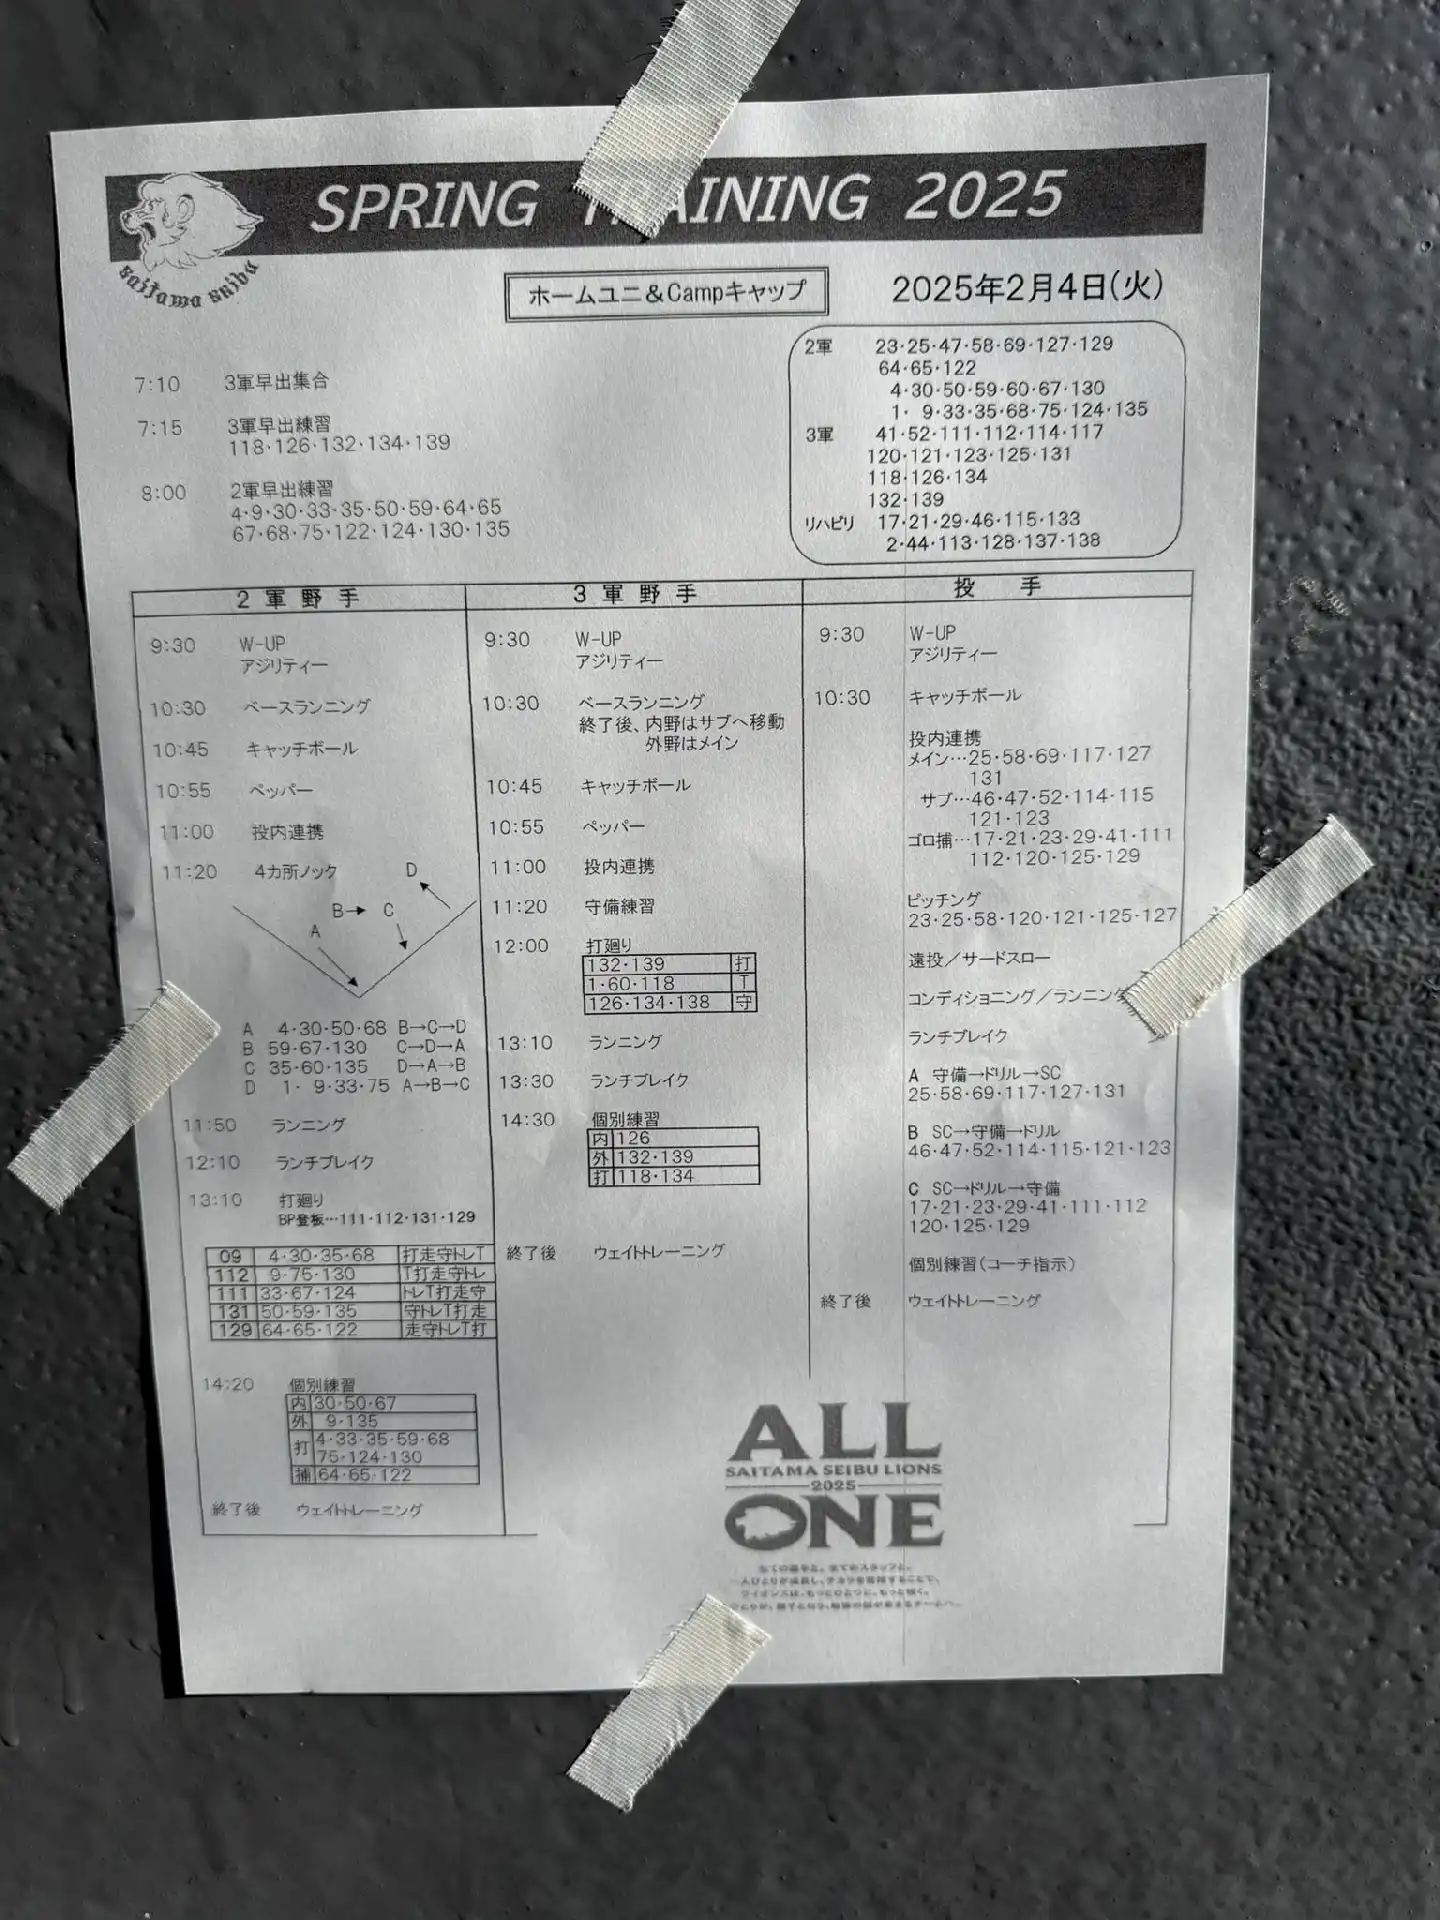 SPRING TRAINING 2025
saitama seibu
ホームユニ＆Campキャップ
2025年2月4日(火)
7:10 3軍早出集合
7:15 3軍早出練習
118・126・132・134・139
8:00 2軍早出練習
4・9・30・33・35・50・59・64・65
67・68・75・122・124・130・135
2軍 23・25・47・58・69・127・129
64・65・122
4・30・50・59・60・67・130
1・ 9・33・35・68・75・124・135
3軍 41・52・111・112・114・117
120・121・123・125・131
118・126・134
132・139
リハビリ 17・21・29・46・115・133
2・44・113・128・137・138
2 軍 野 手
9:30 W-UP
アジリティー
10:30 ベースランニング
10:45 キャッチボール
10:55 ペッパー
11:00 投内連携
11:20 4カ所ノック
D
B→ C
A
A 4・30・50・68 B→C→D
B 59・67・130 C→D→A
C 35・60・135 D→A→B
D 1・ 9・33・75 A→B→C
11:50 ランニング
12:10 ランチブレイク
13:10 打廻り
BP登板…111・112・131・129
09 4・30・35・68 打走守トレT
112 9・75・130 T打走守トレ
111 33・67・124 トレT打走守
131 50・59・135 守トレT打走
129 64・65・122 走守トレT打
14:20 個別練習
内 30・50・67
外 9・135
打 4・33・35・59・68
75・124・130
捕 64・65・122
終了後 ウェイトトレーニング
3 軍 野 手
9:30 W-UP
アジリティー
10:30 ベースランニング
終了後、内野はサブへ移動
外野はメイン
10:45 キャッチボール
10:55 ペッパー
11:00 投内連携
11:20 守備練習
12:00 打廻り
132・139 打
1・60・118 T
126・134・138 守
13:10 ランニング
13:30 ランチブレイク
14:30 個別練習
内 126
外 132・139
打 118・134
終了後 ウェイトトレーニング
投 手
9:30 W-UP
アジリティー
10:30 キャッチボール
投内連携
メイン…25・58・69・117・127
131
サブ…46・47・52・114・115
121・123
ゴロ捕…17・21・23・29・41・111
112・120・125・129
ピッチング
23・25・58・120・121・125・127
遠投／サードスロー
コンディショニング／ランニング
ランチブレイク
A 守備→ドリル→SC
25・58・69・117・127・131
B SC→守備→ドリル
46・47・52・114・115・121・123
C SC→ドリル→守備
17・21・23・29・41・111・112
120・125・129
個別練習(コーチ指示)
終了後 ウェイトトレーニング
ALL
SAITAMA SEIBU LIONS
2025
ONE